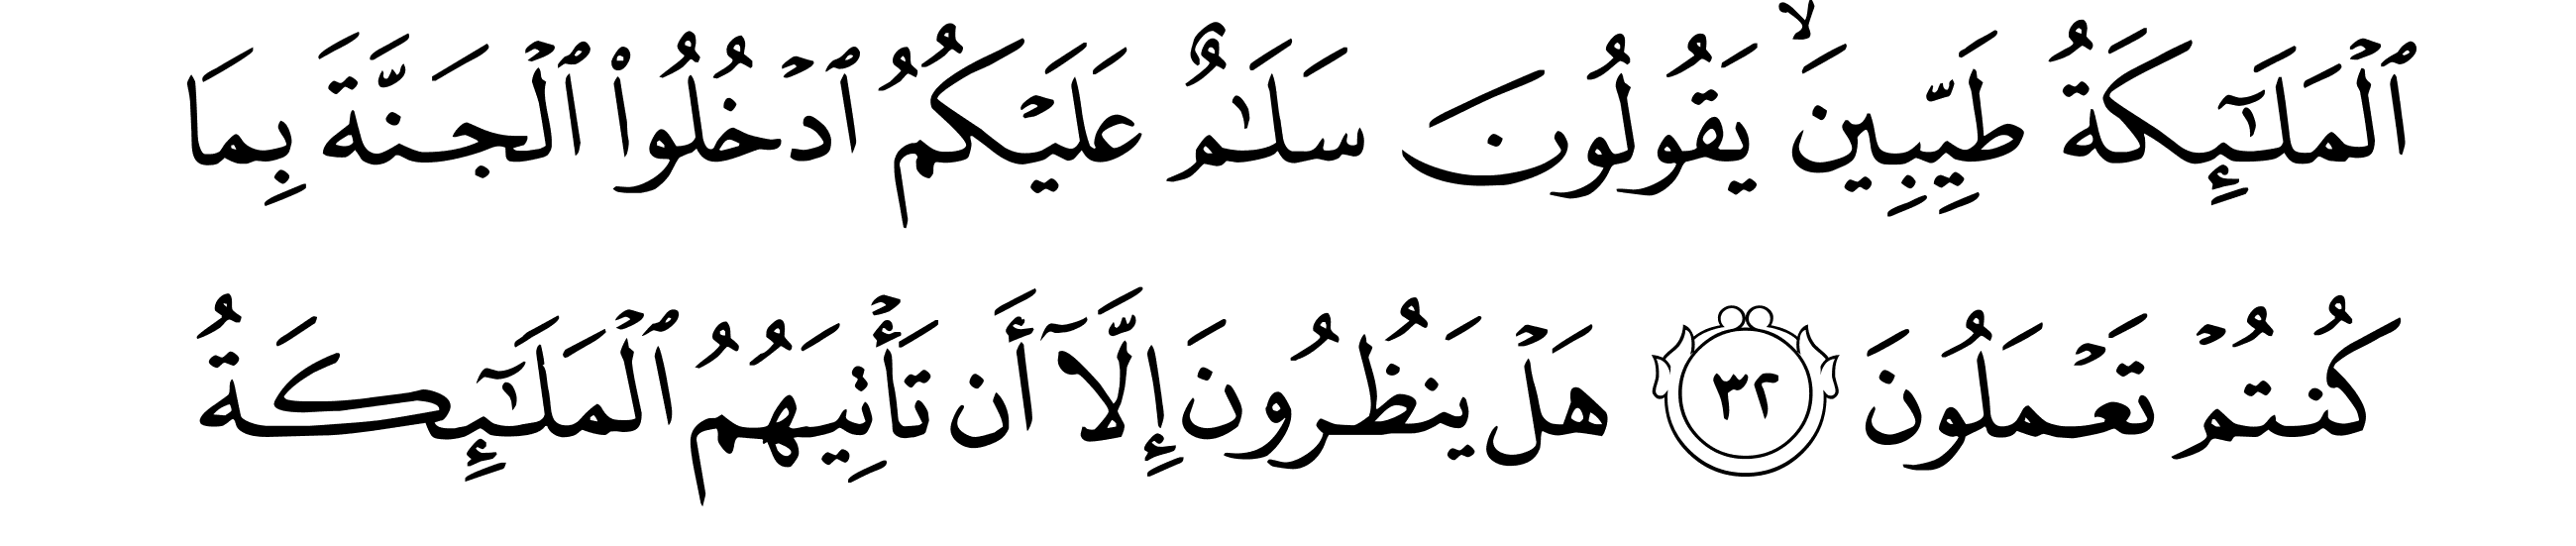 ٱلْمَلَـٰٓئِكَةُ طَيِّبِينَ ۙ يَقُولُونَ سَلَـٰمٌ عَلَيْكُمُ ٱدْخُلُوا۟ ٱلْجَنَّةَ بِمَا
كُنتُمْ تَعْمَلُونَ ٣٢ هَلْ يَنظُرُونَ إِلَّآ أَن تَأْتِيَهُمُ ٱلْمَلَـٰٓئِكَةُ